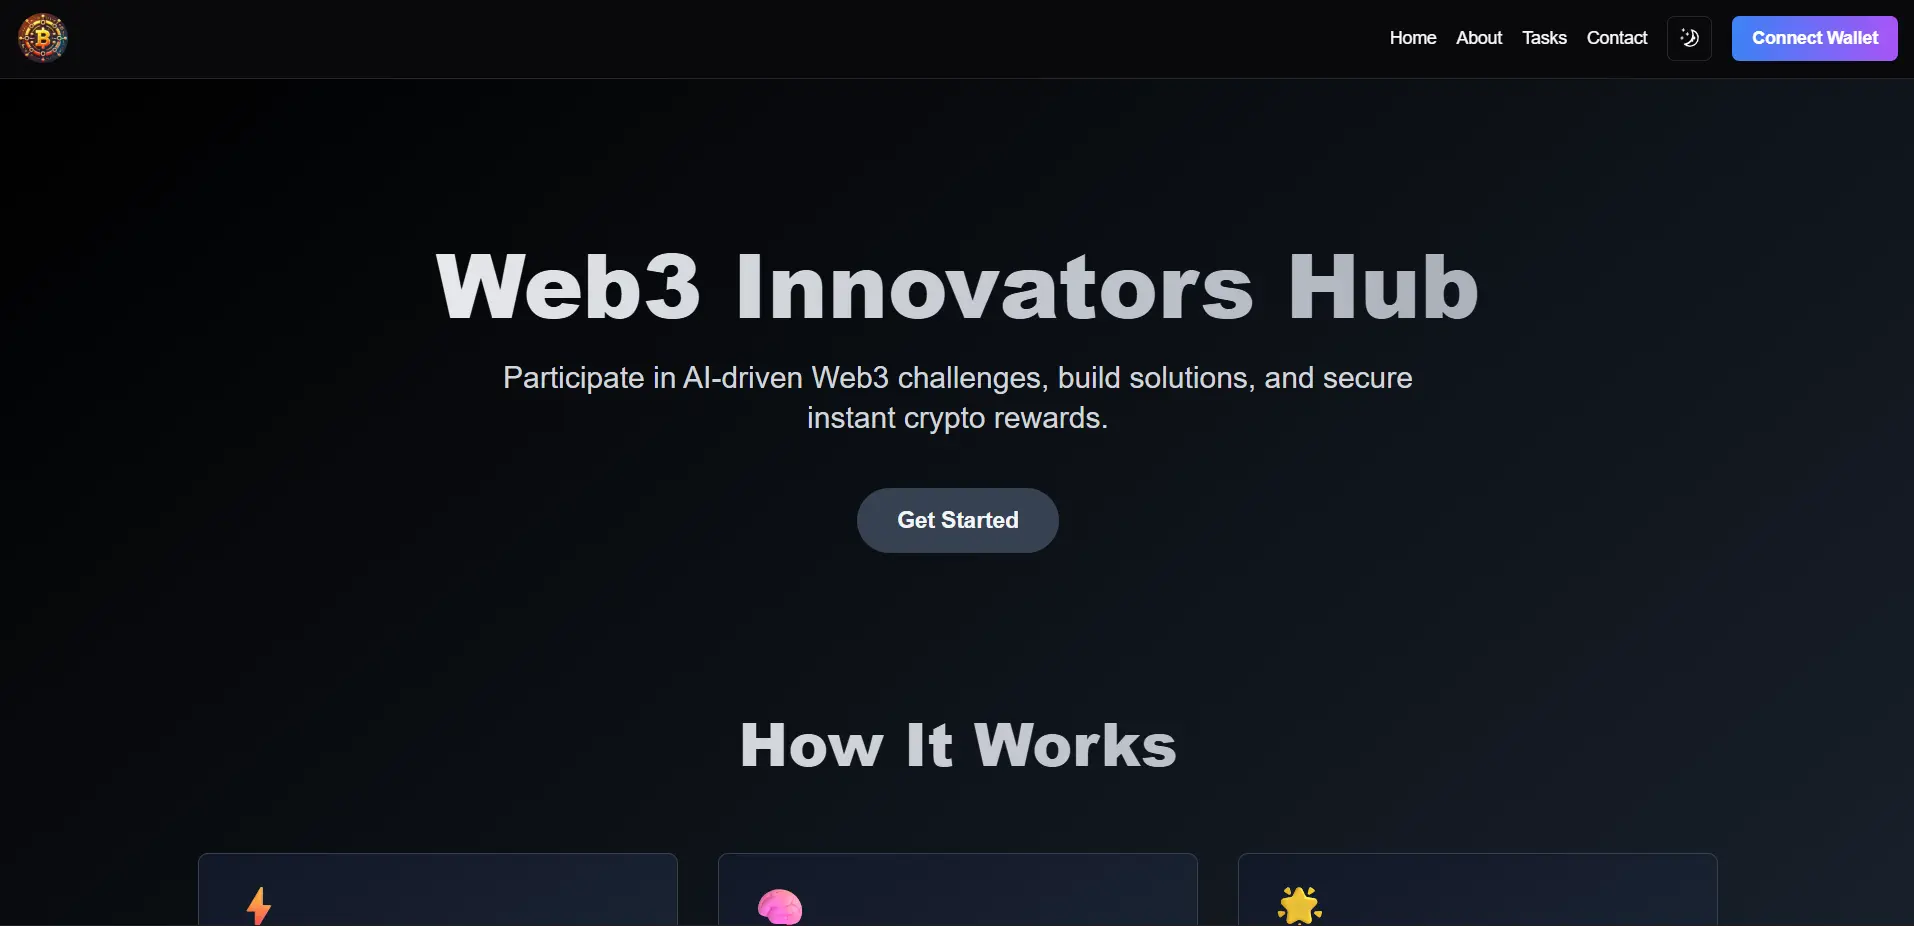 Home
About
Tasks
Contact
Connect Wallet
Web3 Innovators Hub
Participate in AI-driven Web3 challenges, build solutions, and secure
instant crypto rewards.
Get Started
How It Works